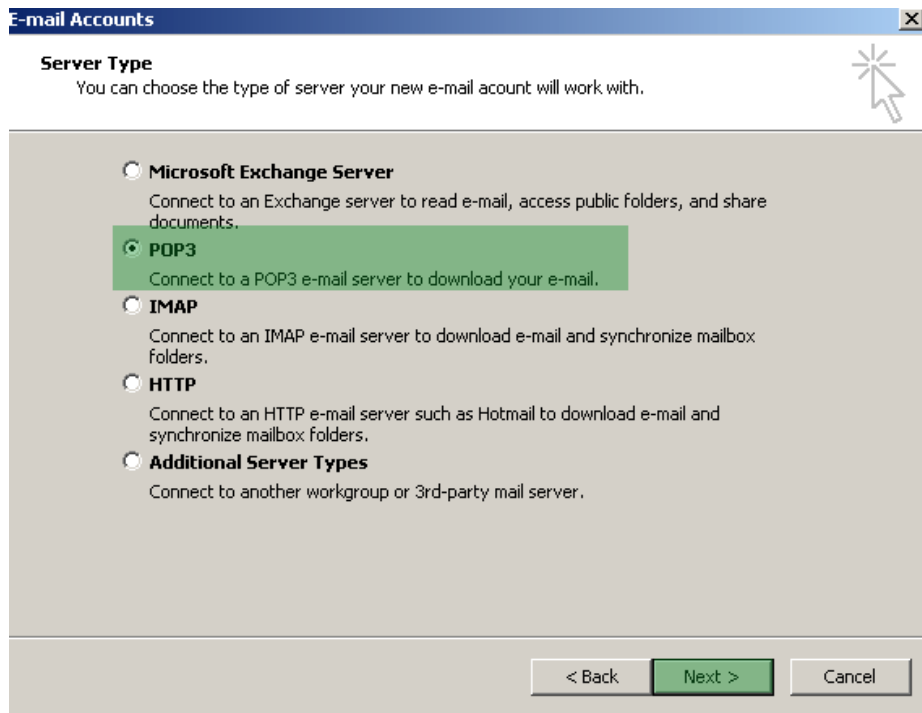 E-mail Accounts
Server Type
You can choose the type of server your new e-mail acount will work with.
Microsoft Exchange Server
Connect to an Exchange server to read e-mail, access public folders, and share
documents.
POP3
Connect to a POP3 e-mail server to download your e-mail.
IMAP
Connect to an IMAP e-mail server to download e-mail and synchronize mailbox
folders.
HTTP
Connect to an HTTP e-mail server such as Hotmail to download e-mail and
synchronize mailbox folders.
Additional Server Types
Connect to another workgroup or 3rd-party mail server.
< Back Next > Cancel